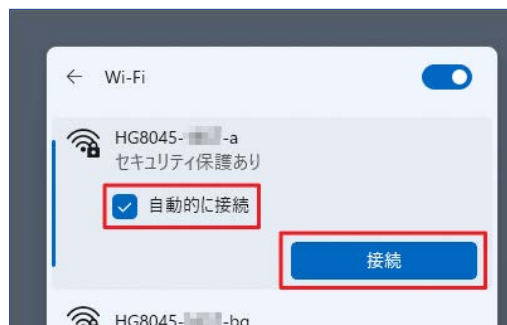 Wi-Fi
HG8045- -a
セキュリティ保護あり
自動的に接続
接続
HG8045- -bg